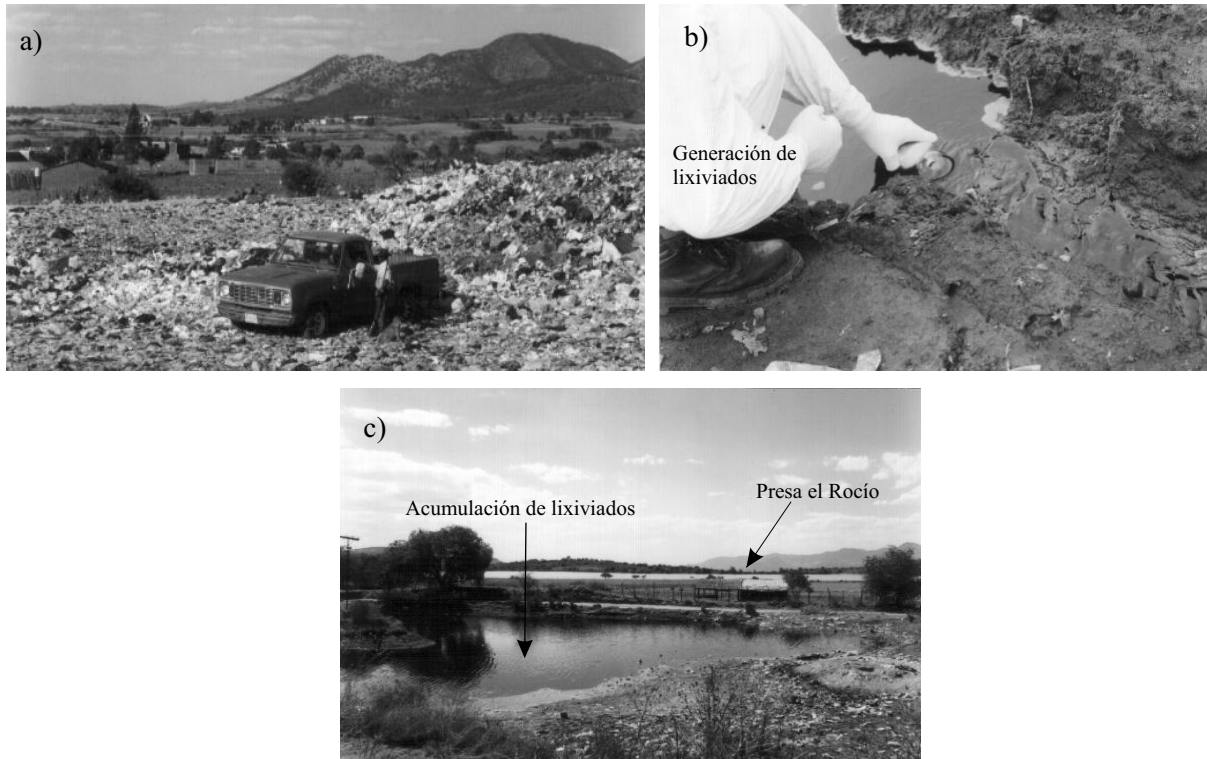 a)
b)
Generación de
lixiviados
c)
Acumulación de lixiviados
Presa el Rocío